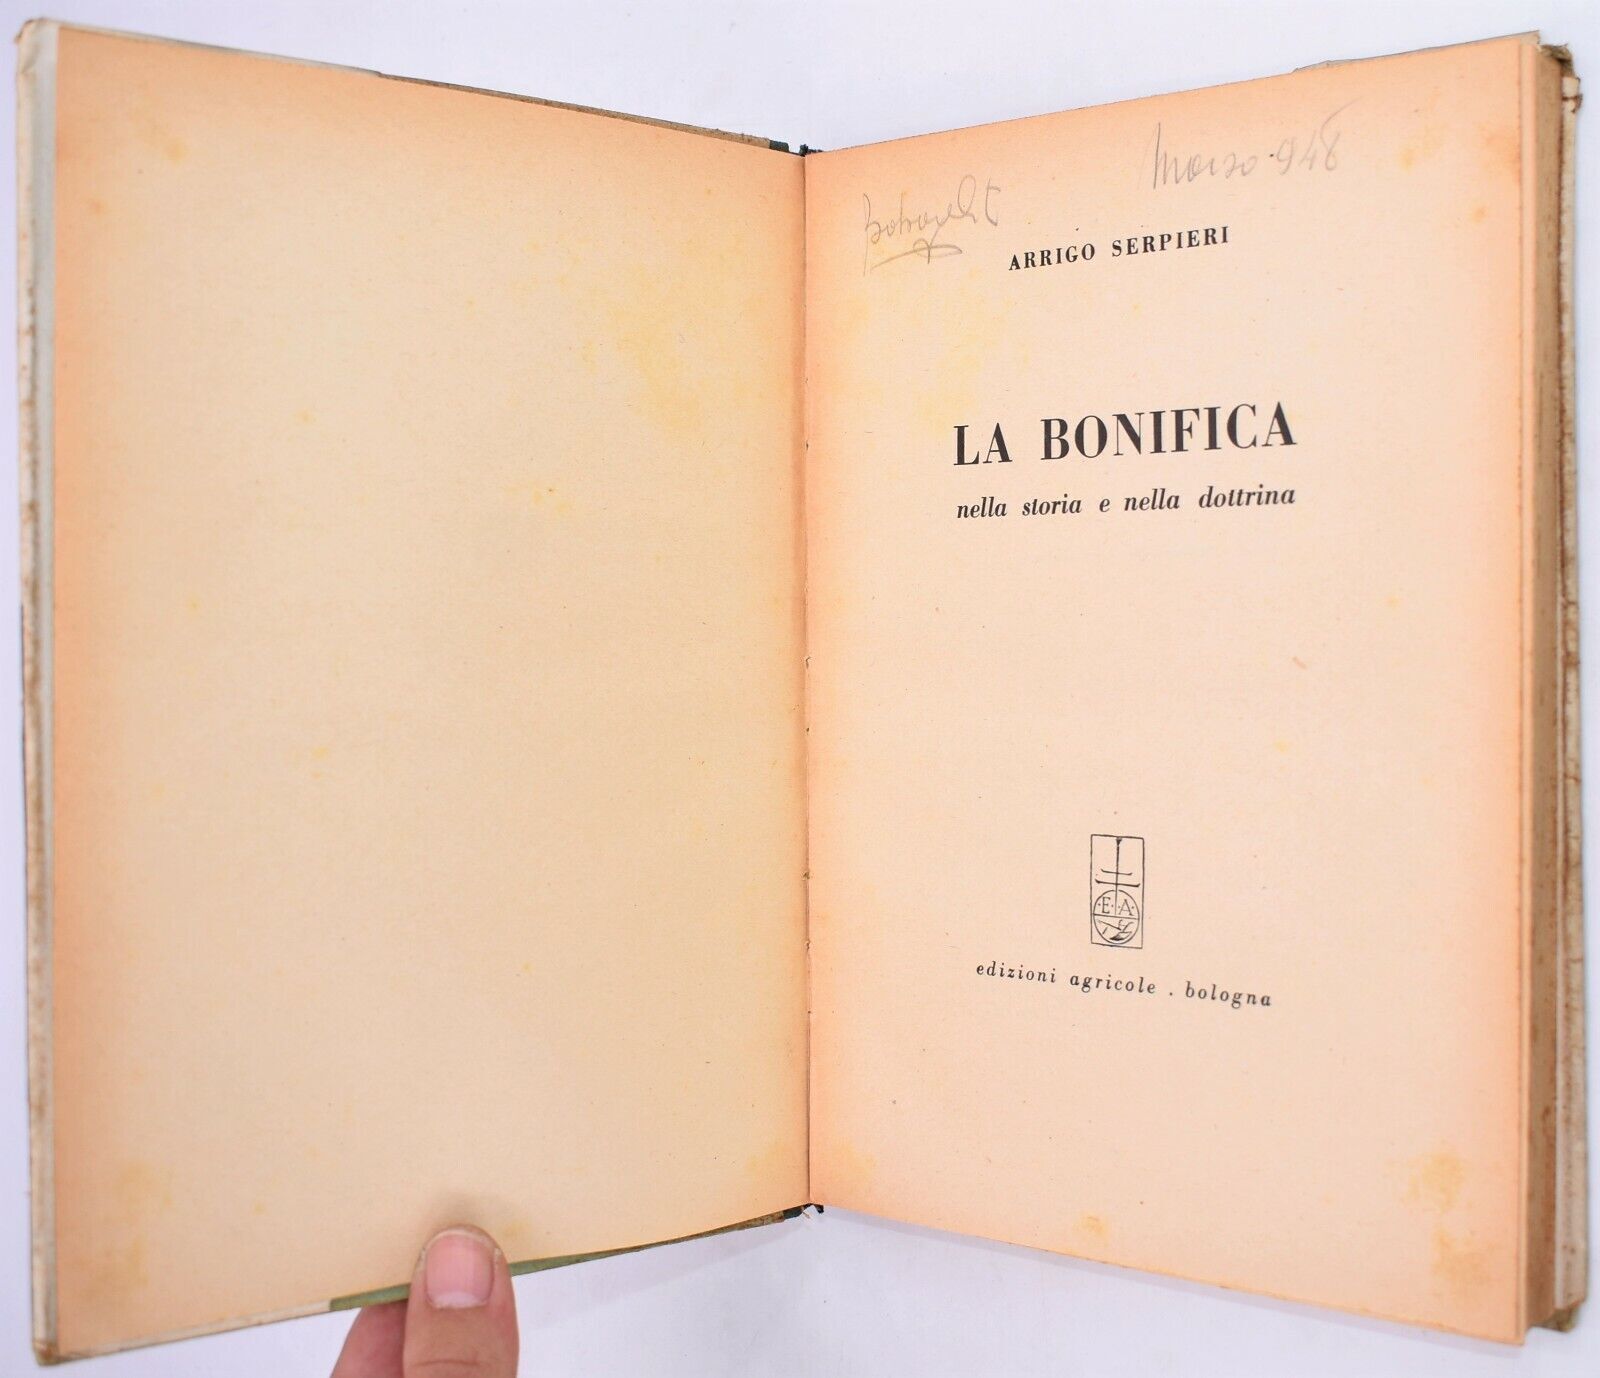 Marzo 948
ARRIGO SERPIERI
LA BONIFICA
nella storia e nella dottrina
·E·A·
edizioni agricole . bologna